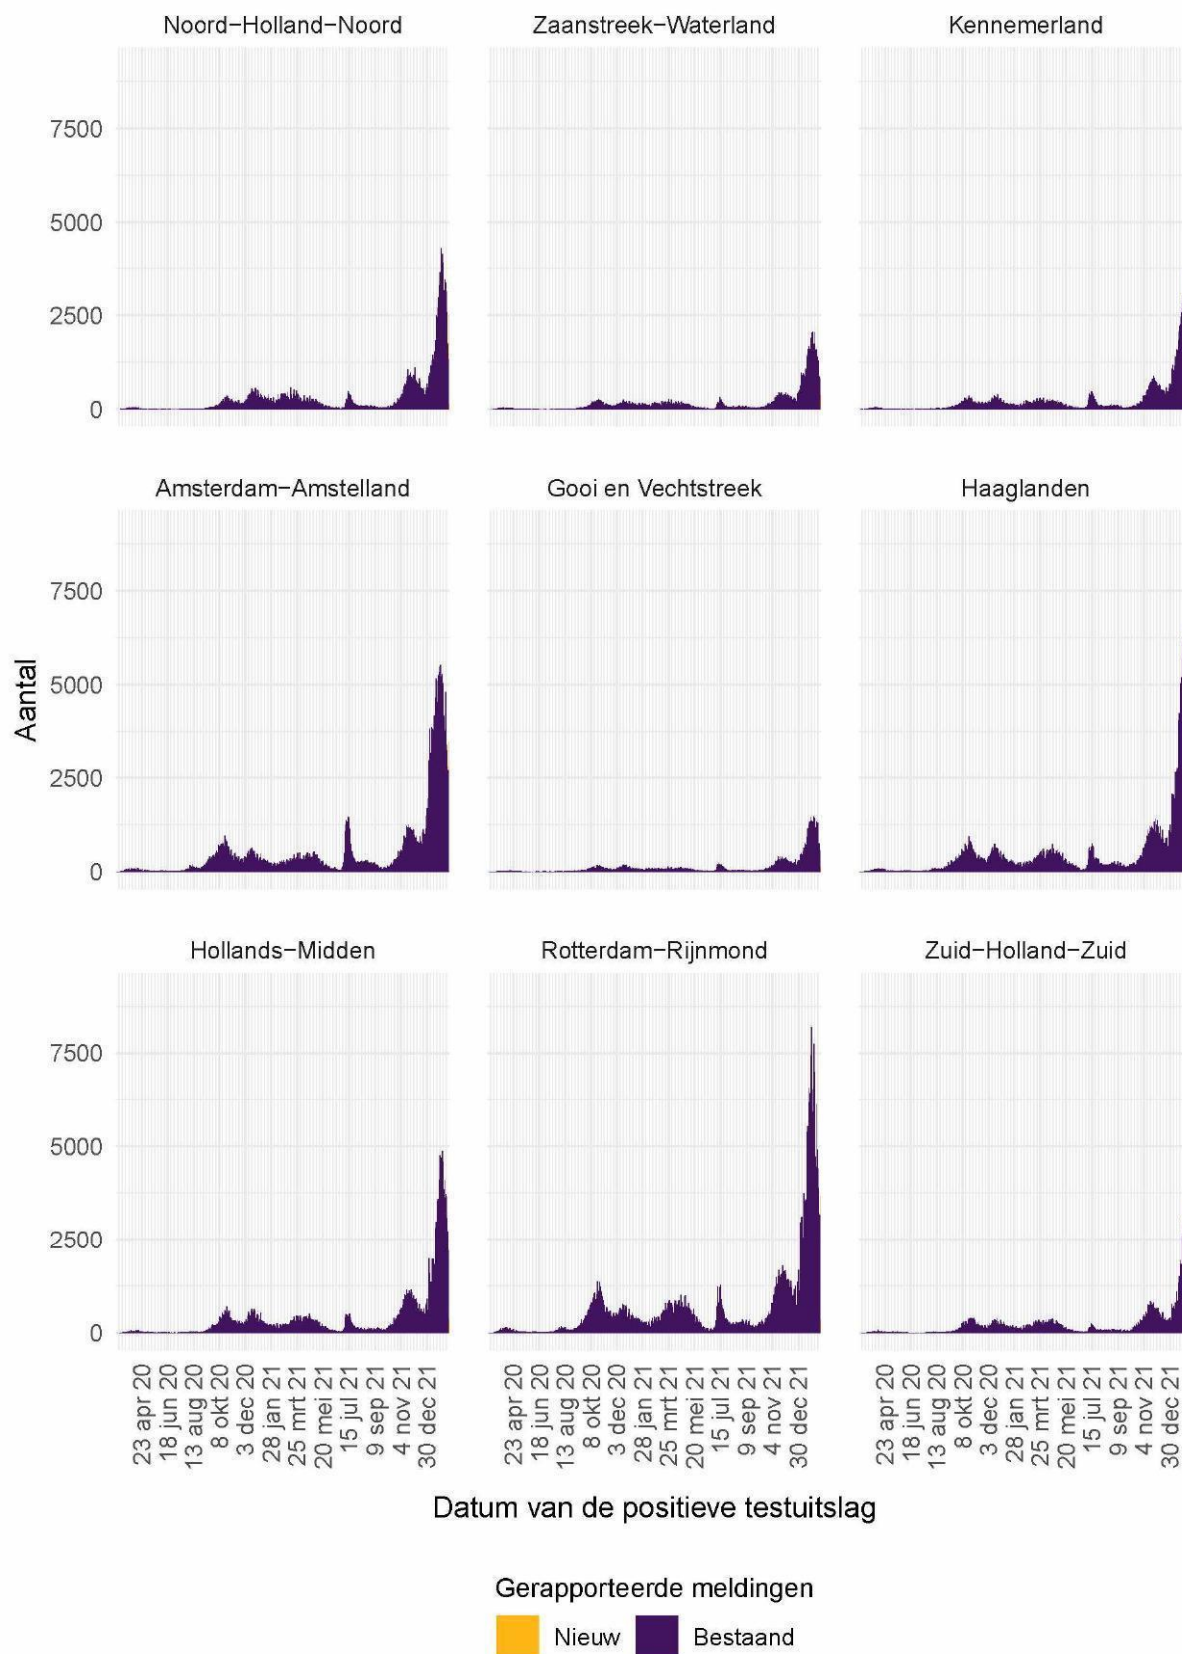 Noord−Holland−Noord
Zaanstreek−Waterland
Kennemerland
7500
5000
2500
0
Amsterdam−Amstelland
Gooi en Vechtstreek
Haaglanden
7500
5000
2500
0
Aantal
Hollands−Midden
Rotterdam−Rijnmond
Zuid−Holland−Zuid
7500
5000
2500
0
23 apr 20
18 jun 20
13 aug 20
8 okt 20
3 dec 20
28 jan 21
25 mrt 21
20 mei 21
15 jul 21
9 sep 21
4 nov 21
30 dec 21
23 apr 20
18 jun 20
13 aug 20
8 okt 20
3 dec 20
28 jan 21
25 mrt 21
20 mei 21
15 jul 21
9 sep 21
4 nov 21
30 dec 21
23 apr 20
18 jun 20
13 aug 20
8 okt 20
3 dec 20
28 jan 21
25 mrt 21
20 mei 21
15 jul 21
9 sep 21
4 nov 21
30 dec 21
Datum van de positieve testuitslag
Gerapporteerde meldingen
Nieuw
Bestaand